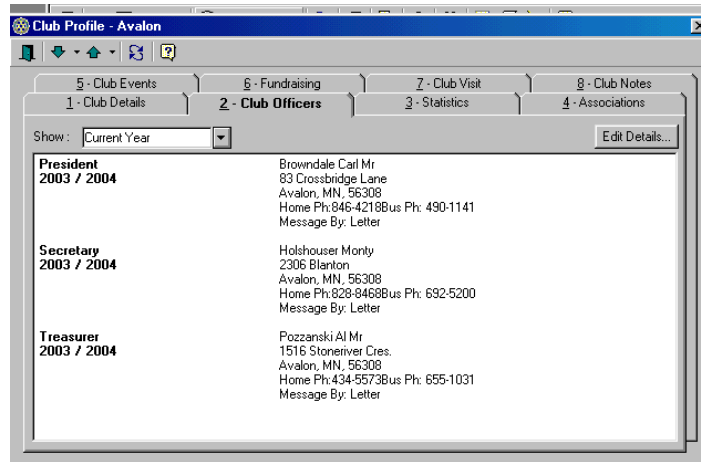 Club Profile - Avalon
5 - Club Events 6 - Fundraising 7 - Club Visit 8 - Club Notes
1 - Club Details 2 - Club Officers 3 - Statistics 4 - Associations
Show : Current Year Edit Details...
President Browndale Carl Mr
2003 / 2004 83 Crossbridge Lane
Avalon, MN, 56308
Home Ph:846-4218Bus Ph: 490-1141
Message By: Letter
Secretary Holshouser Monty
2003 / 2004 2306 Blanton
Avalon, MN, 56308
Home Ph:828-8468Bus Ph: 692-5200
Message By: Letter
Treasurer Pozzanski Al Mr
2003 / 2004 1516 Stoneriver Cres.
Avalon, MN, 56308
Home Ph:434-5573Bus Ph: 655-1031
Message By: Letter